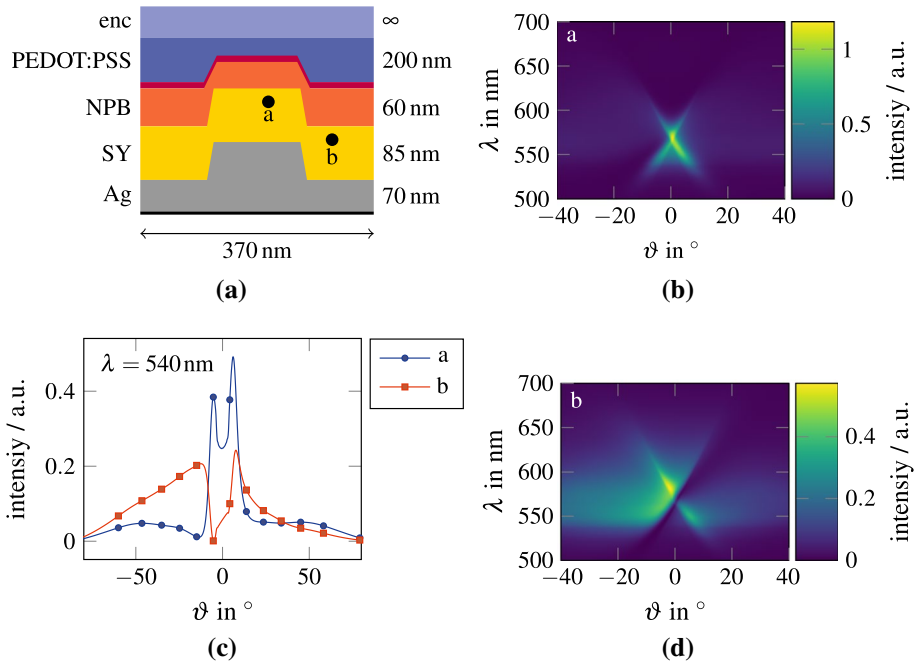 enc
∞
PEDOT:PSS
200 nm
NPB
60 nm
a
SY
b
85 nm
Ag
70 nm
370 nm
(a)
a
700
650
600
550
500
λ in nm
−40
−20
0
20
40
ϑ in °
1
0.5
0
intensiy / a.u.
(b)
λ = 540 nm
a
b
0.4
0.2
0
intensiy / a.u.
−50
0
50
ϑ in °
(c)
b
700
650
600
550
500
λ in nm
−40
−20
0
20
40
ϑ in °
0.4
0.2
0
intensiy / a.u.
(d)